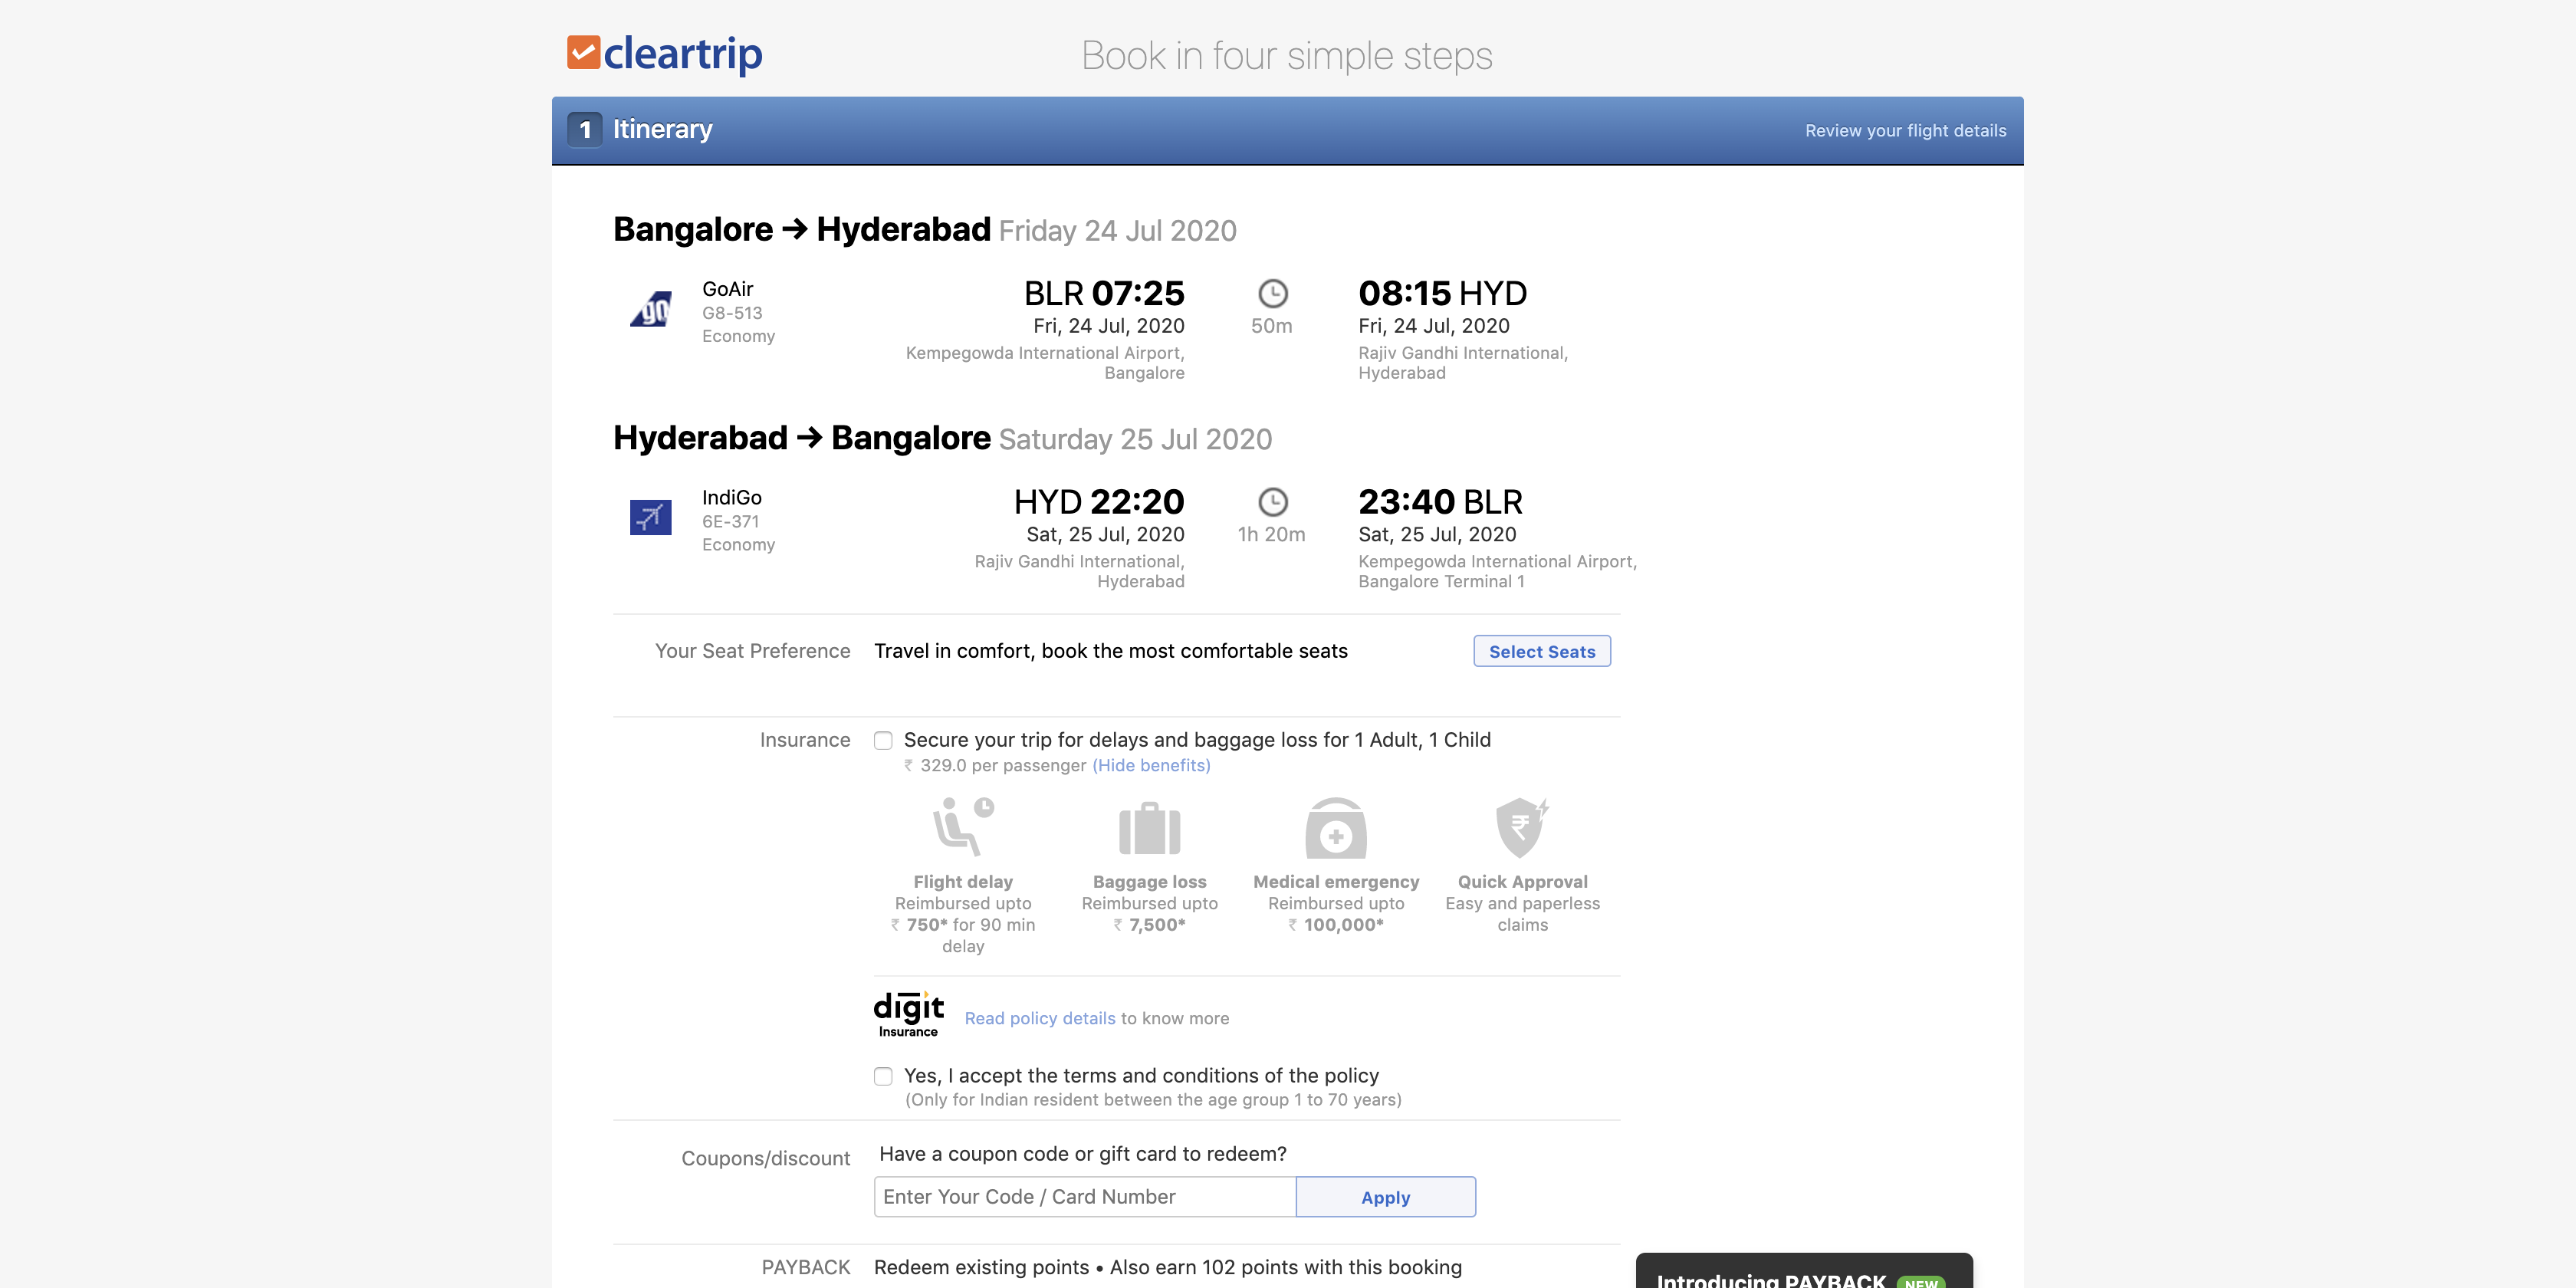 cleartrip
Book in four simple steps
1 Itinerary
Review your flight details
Bangalore → Hyderabad Friday 24 Jul 2020
go
GoAir
G8-513
Economy
BLR 07:25
Fri, 24 Jul, 2020
Kempegowda International Airport,
Bangalore
50m
08:15 HYD
Fri, 24 Jul, 2020
Rajiv Gandhi International,
Hyderabad
Hyderabad → Bangalore Saturday 25 Jul 2020
IndiGo
6E-371
Economy
HYD 22:20
Sat, 25 Jul, 2020
Rajiv Gandhi International,
Hyderabad
1h 20m
23:40 BLR
Sat, 25 Jul, 2020
Kempegowda International Airport,
Bangalore Terminal 1
Your Seat Preference
Travel in comfort, book the most comfortable seats
Select Seats
Insurance
Secure your trip for delays and baggage loss for 1 Adult, 1 Child
₹ 329.0 per passenger (Hide benefits)
Flight delay
Reimbursed upto
₹ 750* for 90 min
delay
Baggage loss
Reimbursed upto
₹ 7,500*
Medical emergency
Reimbursed upto
₹ 100,000*
₹
Quick Approval
Easy and paperless
claims
digit
Insurance
Read policy details to know more
Yes, I accept the terms and conditions of the policy
(Only for Indian resident between the age group 1 to 70 years)
Coupons/discount
Have a coupon code or gift card to redeem?
Enter Your Code / Card Number
Apply
PAYBACK
Redeem existing points • Also earn 102 points with this booking
Introducing PAYBACK NEW